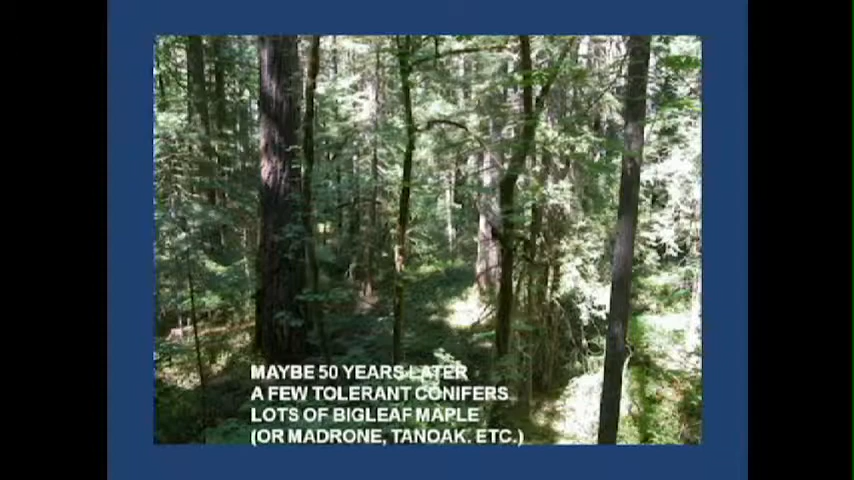 MAYBE 50 YEARS LATER
A FEW TOLERANT CONIFERS
LOTS OF BIGLEAF MAPLE
(OR MADRONE, TANOAK. ETC.)